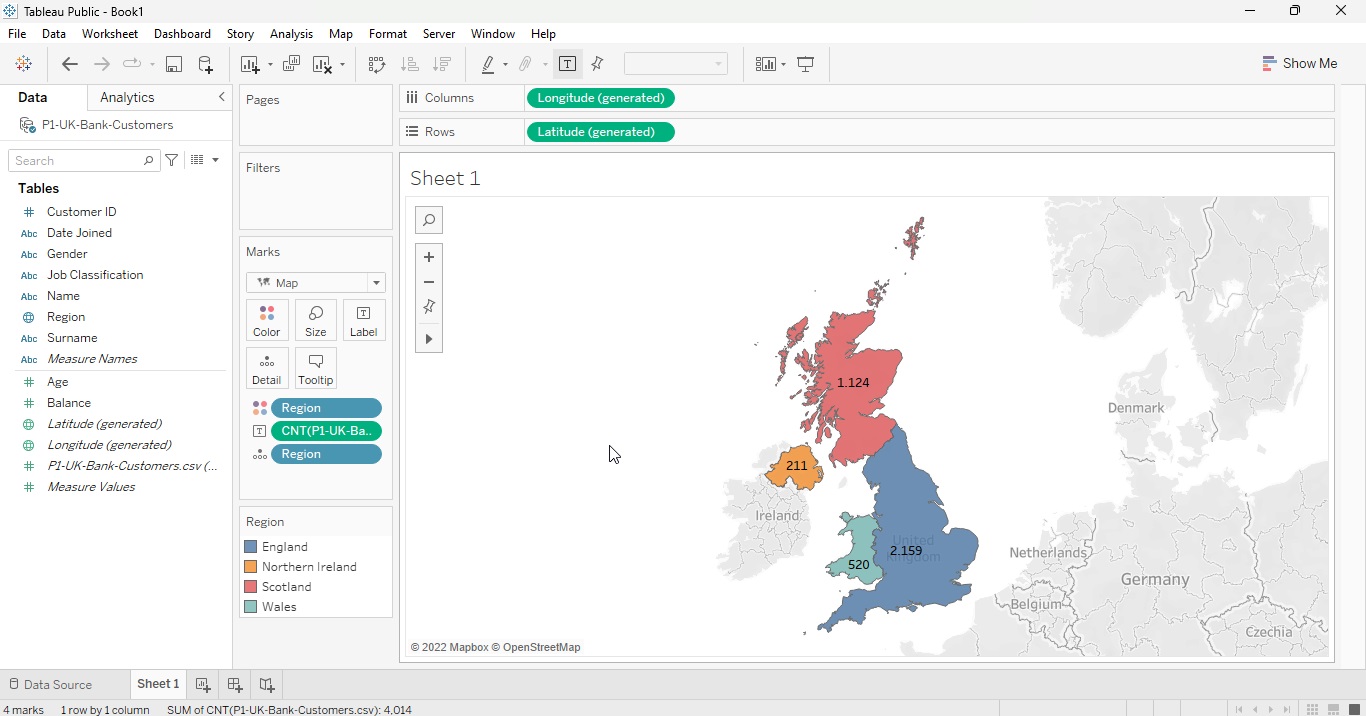 Tableau Public - Book1
File Data Worksheet Dashboard Story Analysis Map Format Server Window Help
Show Me
Data Analytics
P1-UK-Bank-Customers
Search
Tables
# Customer ID
Abc Date Joined
Abc Gender
Abc Job Classification
Abc Name
Region
Abc Surname
Abc Measure Names
# Age
# Balance
Latitude (generated)
Longitude (generated)
# P1-UK-Bank-Customers.csv (...
# Measure Values
Pages
Filters
Marks
Map
Color Size Label
Detail Tooltip
Region
CNT(P1-UK-Ba..
Region
Region
England
Northern Ireland
Scotland
Wales
Columns Longitude (generated)
Rows Latitude (generated)
Sheet 1
1.124
211
2.159
520
Ireland
United
Kingdom
Denmark
Netherlands
Germany
Belgium
Czechia
© 2022 Mapbox © OpenStreetMap
Data Source Sheet 1
4 marks 1 row by 1 column SUM of CNT(P1-UK-Bank-Customers.csv): 4,014